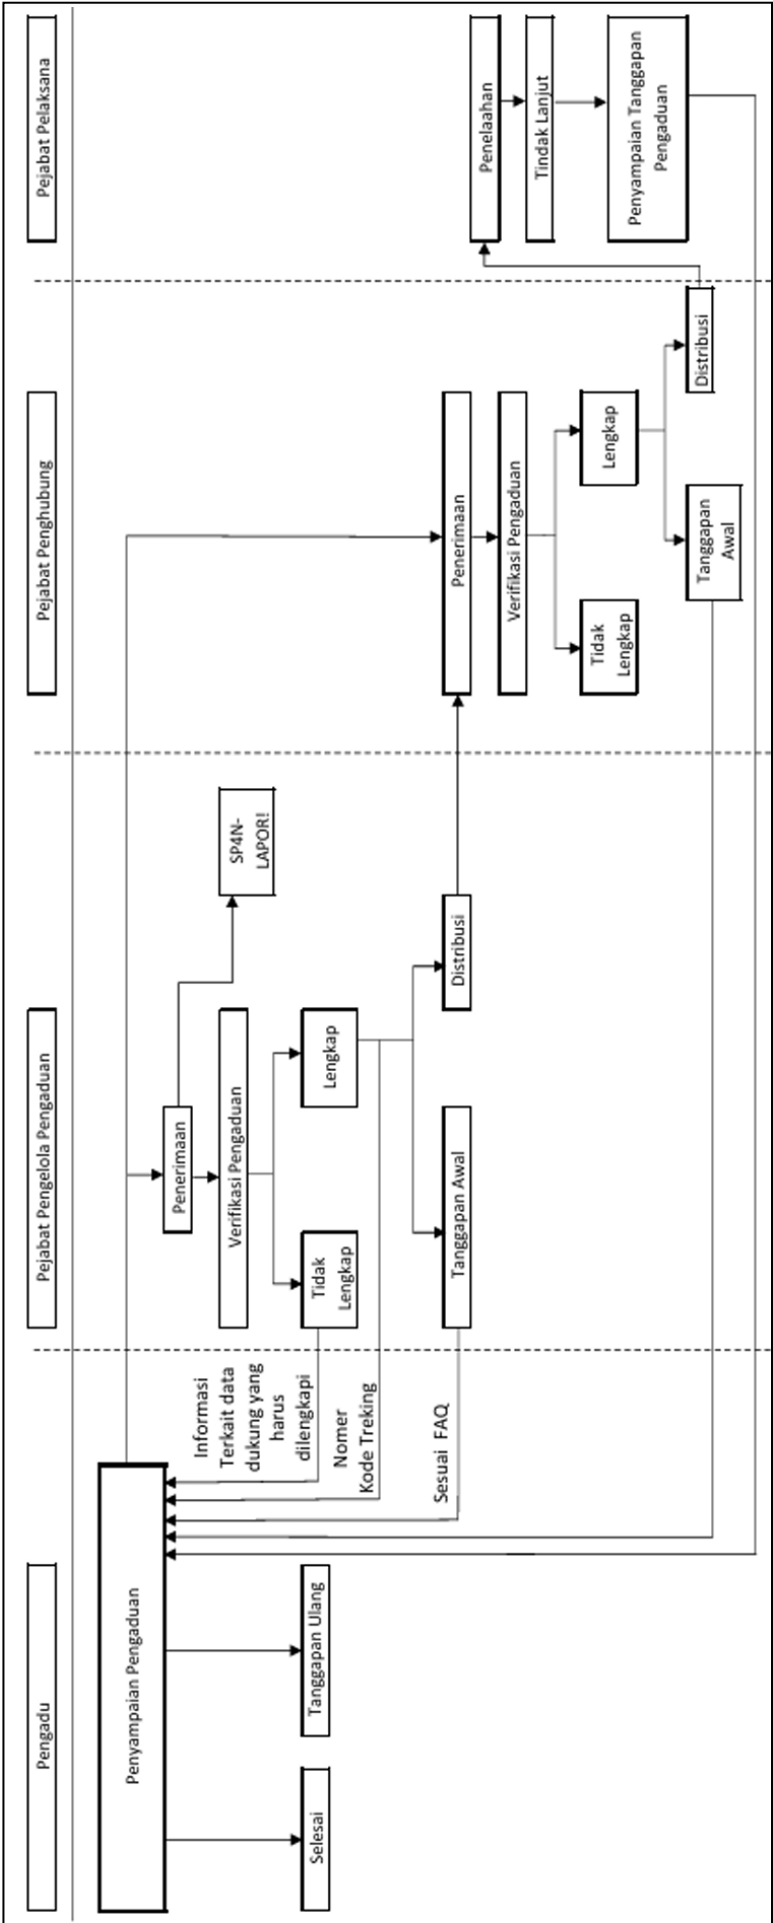 Pengadu
Pejabat Pengelola Pengaduan
Pejabat Penghubung
Pejabat Pelaksana
Penyampaian Pengaduan
Selesai
Tanggapan Ulang
Informasi
Terkait data
dukung yang
harus
dilengkapi
Nomer
Kode Treking
Sesuai FAQ
Penerimaan
SP4N-
LAPOR!
Verifikasi Pengaduan
Tidak
Lengkap
Lengkap
Tanggapan Awal
Distribusi
Penerimaan
Verifikasi Pengaduan
Tidak
Lengkap
Lengkap
Tanggapan
Awal
Distribusi
Penelaahan
Tindak Lanjut
Penyampaian Tanggapan
Pengaduan